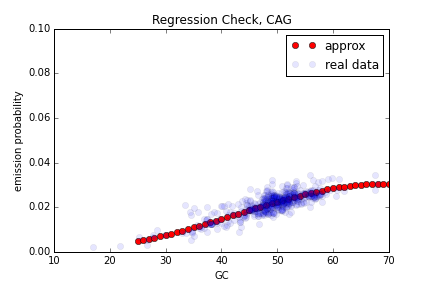 Regression Check, CAG
0.10
0.08
0.06
0.04
0.02
0.00
emission probability
approx
real data
10 20 30 40 50 60 70
GC